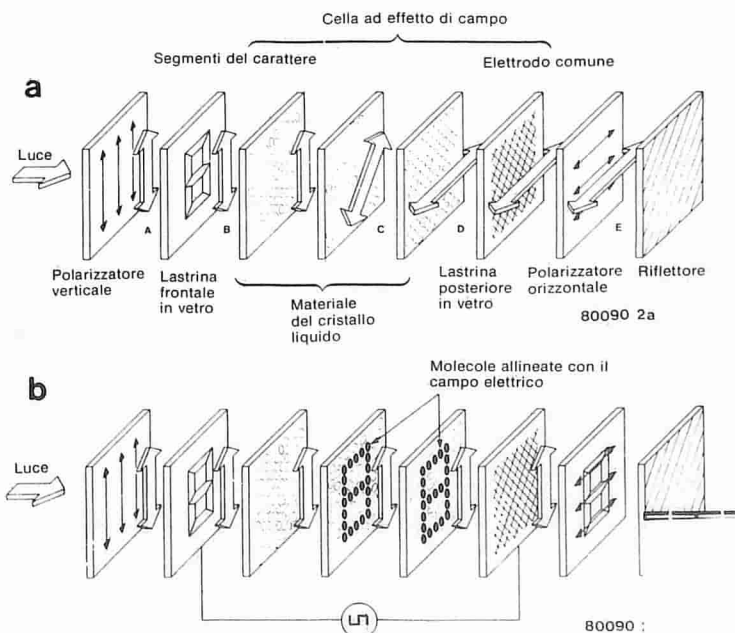 Cella ad effetto di campo
Segmenti del carattere
Elettrodo comune
a
Luce
A
B
C
D
E
Polarizzatore
verticale
Lastrina
frontale
in vetro
Materiale
del cristallo
liquido
Lastrina
posteriore
in vetro
Polarizzatore
orizzontale
Riflettore
80090 2a
b
Molecole allineate con il
campo elettrico
Luce
80090 :